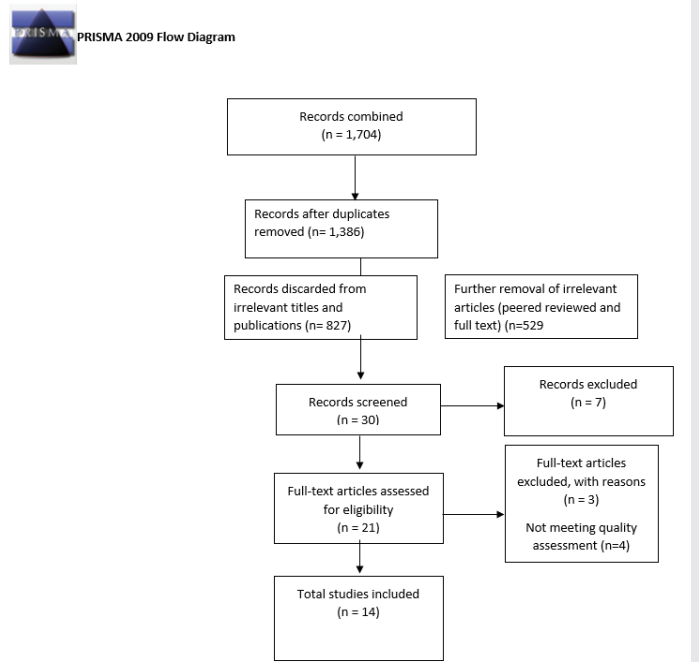 PRISMA
PRISMA 2009 Flow Diagram
Records combined
(n = 1,704)
Records after duplicates
removed (n= 1,386)
Records discarded from
irrelevant titles and
publications (n= 827)
Further removal of irrelevant
articles (peered reviewed and
full text) (n=529
Records screened
(n = 30)
Records excluded
(n = 7)
Full-text articles assessed
for eligibility
(n = 21)
Full-text articles
excluded, with reasons
(n = 3)
Not meeting quality
assessment (n=4)
Total studies included
(n = 14)